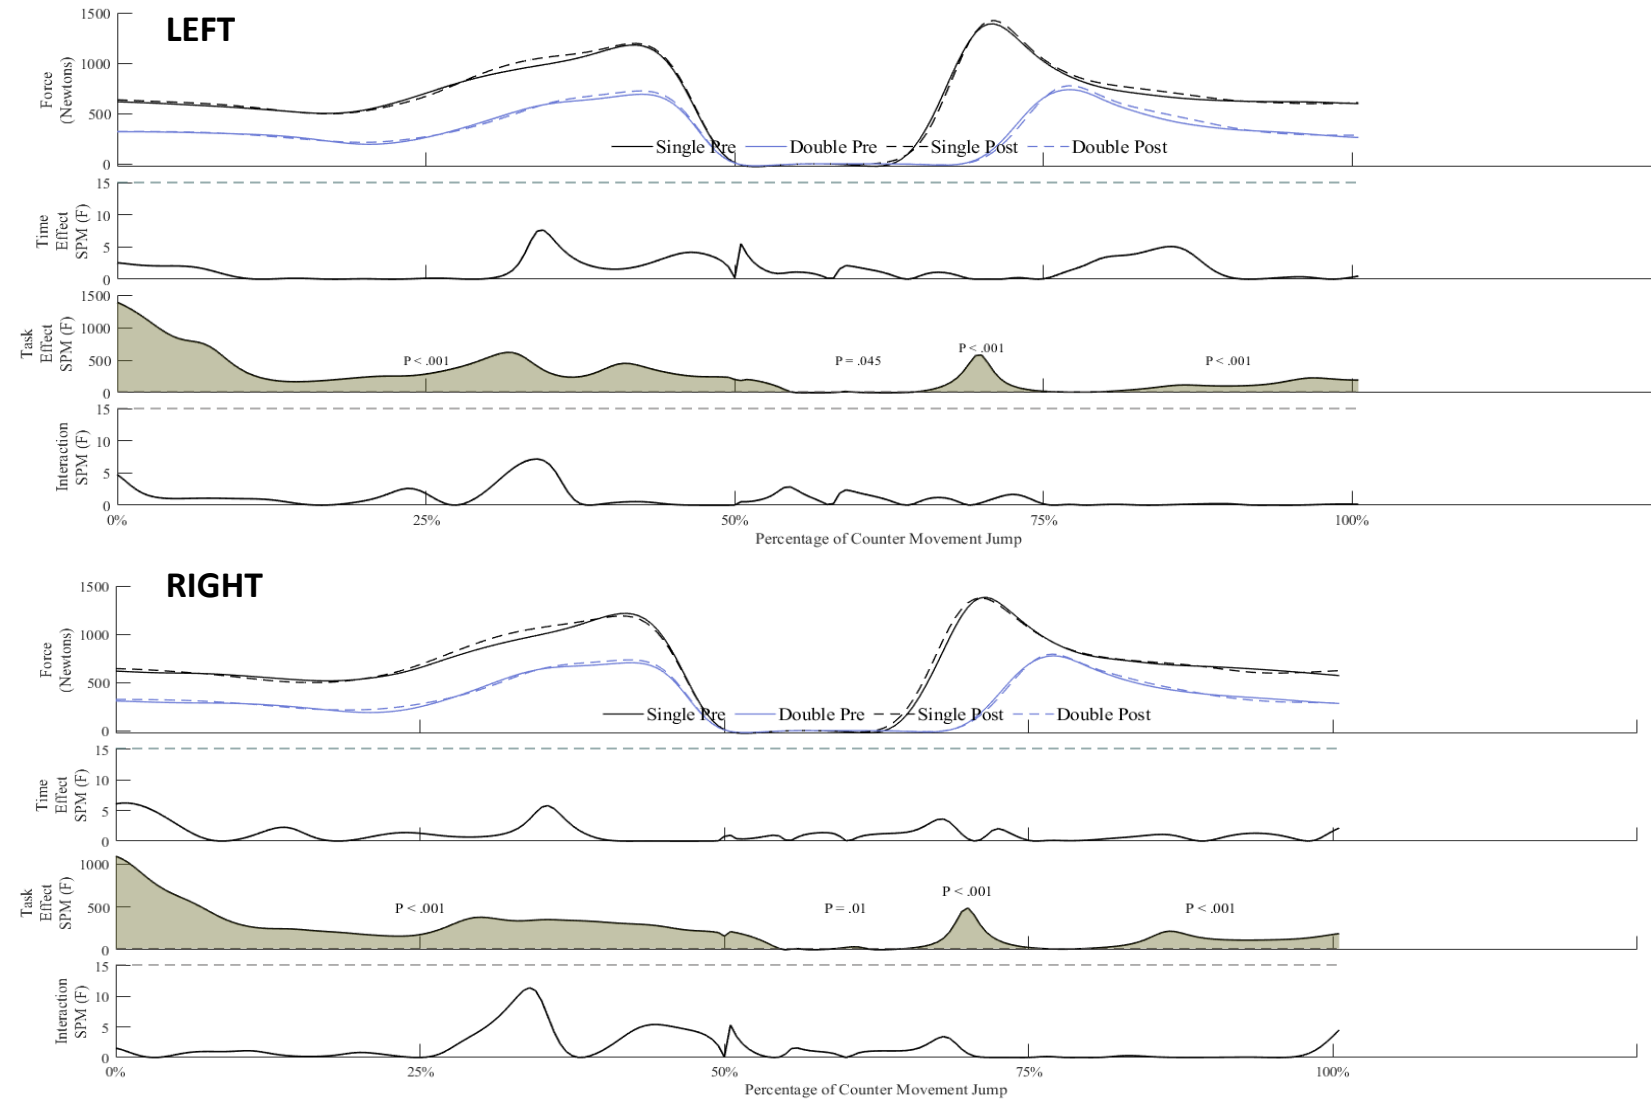 LEFT
1500
1000
500
0
Force
(Newtons)
Single Pre Double Pre Single Post Double Post
15
10
5
0
Time
Effect
SPM (F)
1500
1000
500
0
Task
Effect
SPM (F)
P < .001
P = .045
P < .001
P < .001
15
10
5
0
Interaction
SPM (F)
0% 25% 50% 75% 100%
Percentage of Counter Movement Jump
RIGHT
1500
1000
500
0
Force
(Newtons)
Single Pre Double Pre Single Post Double Post
15
10
5
0
Time
Effect
SPM (F)
1000
500
0
Task
Effect
SPM (F)
P < .001
P = .01
P < .001
P < .001
15
10
5
0
Interaction
SPM (F)
0% 25% 50% 75% 100%
Percentage of Counter Movement Jump